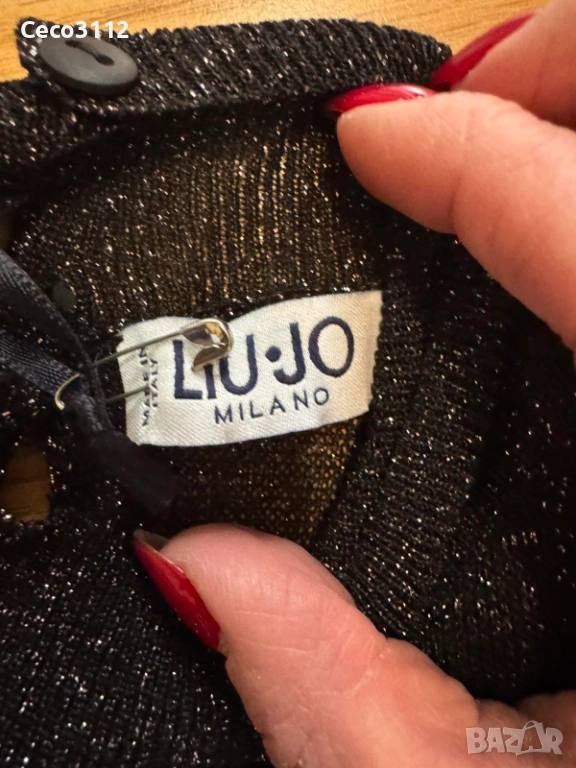 Ceco3112
LIU·JO
MILANO
MADE IN
ITALY
BAZAR